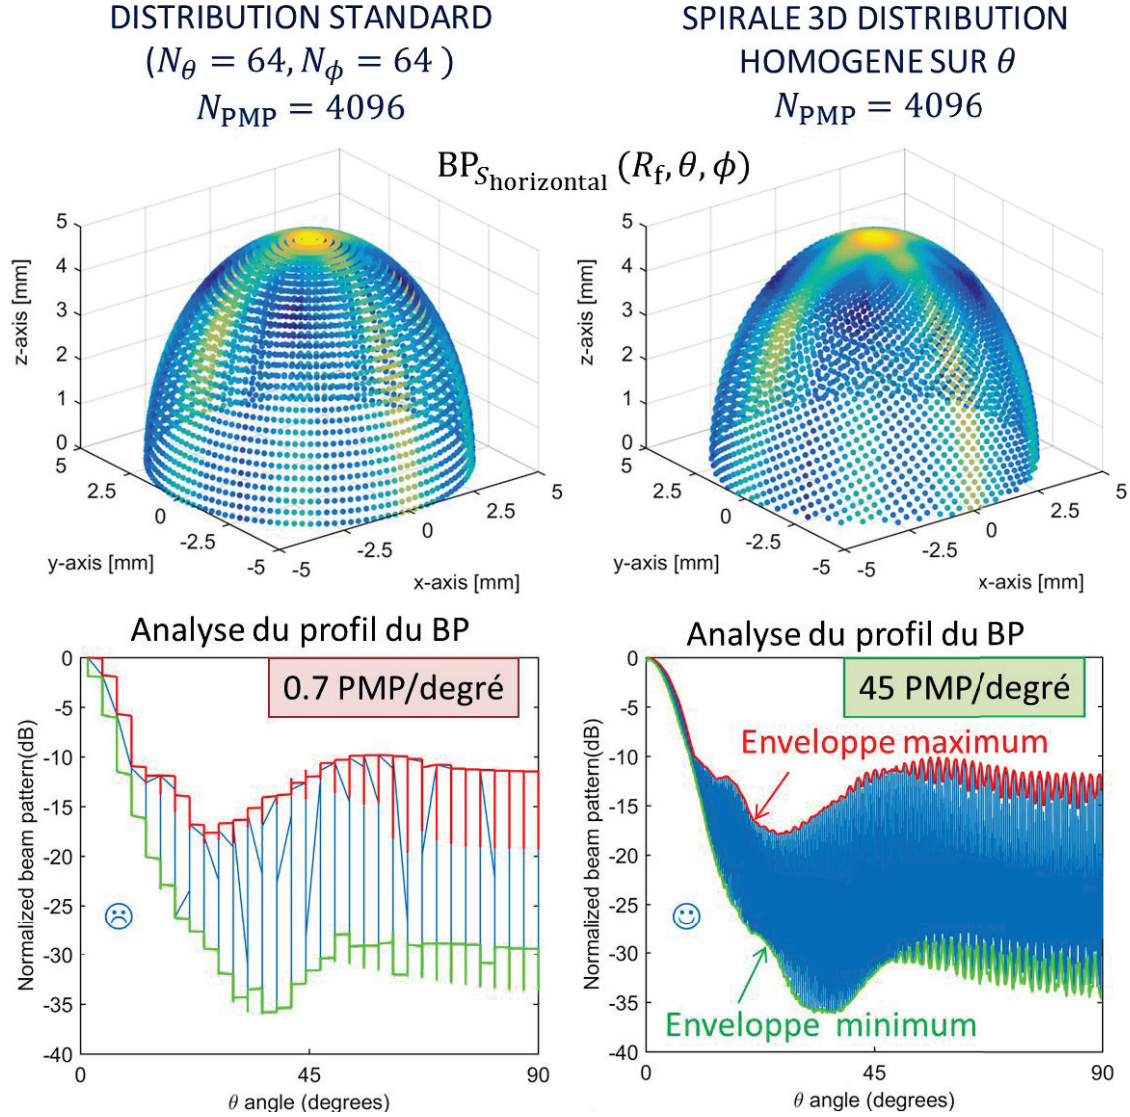 DISTRIBUTION STANDARD
(N_θ = 64, N_ϕ = 64 )
N_PMP = 4096
SPIRALE 3D DISTRIBUTION
HOMOGENE SUR θ
N_PMP = 4096
BP_S_horizontal (R_f, θ, ϕ)
5
4
3
2
1
0
z-axis [mm]
5
2.5
0
-2.5
-5
y-axis [mm]
-5
-2.5
0
2.5
5
x-axis [mm]
5
4
3
2
1
0
z-axis [mm]
5
2.5
0
-2.5
-5
y-axis [mm]
-5
-2.5
0
2.5
5
x-axis [mm]
Analyse du profil du BP
0.7 PMP/degré
0
-5
-10
-15
-20
-25
-30
-35
-40
Normalized beam pattern(dB)
0
45
90
θ angle (degrees)
Analyse du profil du BP
45 PMP/degré
Enveloppe maximum
Enveloppe minimum
0
-5
-10
-15
-20
-25
-30
-35
-40
Normalized beam pattern(dB)
0
45
90
θ angle (degrees)